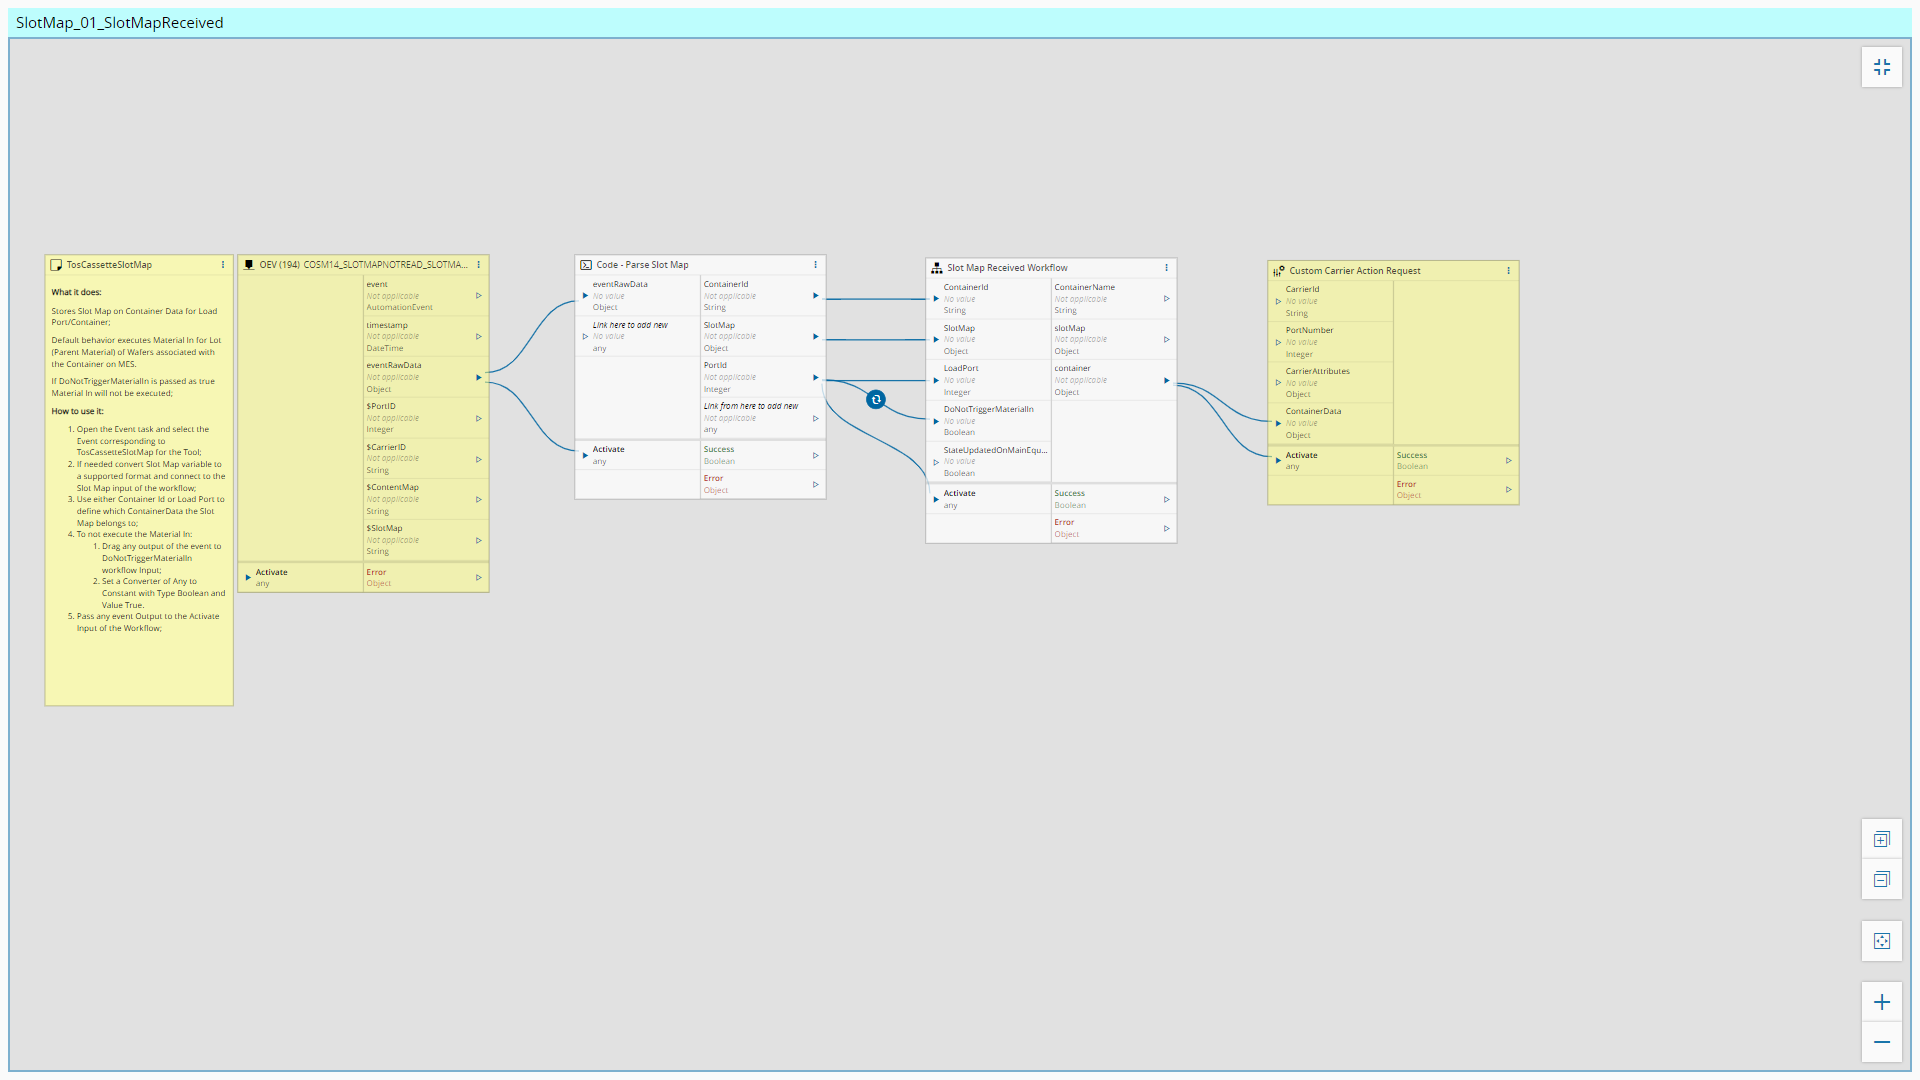 SlotMap_01_SlotMapReceived
TosCassetteSlotMap
What it does:
Stores Slot Map on Container Data for Load
Port/Container;
Default behavior executes Material In for Lot
(Parent Material) of Wafers associated with
the Container on MES.
If DoNotTriggerMaterialIn is passed as true
Material In will not be executed;
How to use it:
1. Open the Event task and select the
Event corresponding to
TosCassetteSlotMap for the Tool;
2. If needed convert Slot Map variable to
a supported format and connect to the
Slot Map input of the workflow;
3. Use either Container Id or Load Port to
define which ContainerData the Slot
Map belongs to;
4. To not execute the Material In:
1. Drag any output of the event to
DoNotTriggerMaterialIn
workflow Input;
2. Set a Converter of Any to
Constant with Type Boolean and
Value True.
5. Pass any event Output to the Activate
Input of the Workflow;
OEV (194) COSM14_SLOTMAPNOTREAD_SLOTMA...
event
Not applicable
AutomationEvent
timestamp
Not applicable
DateTime
eventRawData
Not applicable
Object
$PortID
Not applicable
Integer
$CarrierID
Not applicable
String
$ContentMap
Not applicable
String
$SlotMap
Not applicable
String
Activate
any
Error
Object
Code - Parse Slot Map
eventRawData
No value
Object
Link here to add new
No value
any
ContainerId
Not applicable
String
SlotMap
Not applicable
Object
PortId
Not applicable
Integer
Link from here to add new
Not applicable
any
Activate
any
Success
Boolean
Error
Object
Slot Map Received Workflow
ContainerId
No value
String
SlotMap
No value
Object
LoadPort
No value
Integer
DoNotTriggerMaterialIn
No value
Boolean
StateUpdatedOnMainEqu...
No value
Boolean
ContainerName
Not applicable
String
slotMap
Not applicable
Object
container
Not applicable
Object
Activate
any
Success
Boolean
Error
Object
Custom Carrier Action Request
CarrierId
No value
String
PortNumber
No value
Integer
CarrierAttributes
No value
Object
ContainerData
No value
Object
Activate
any
Success
Boolean
Error
Object